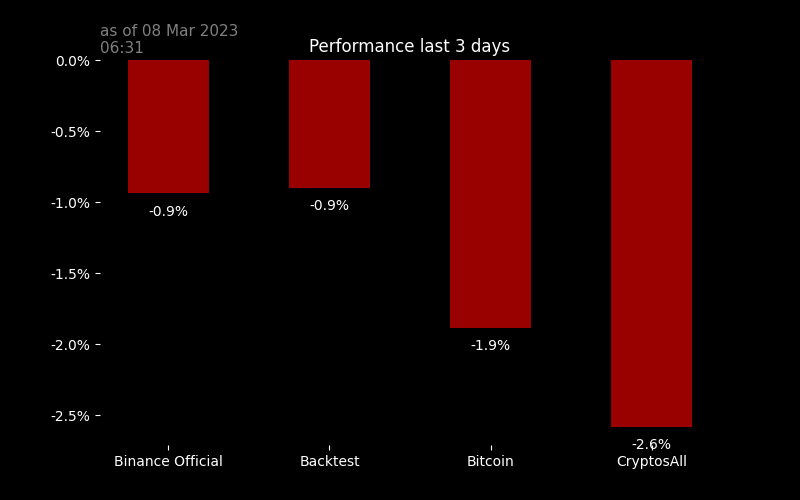 as of 08 Mar 2023
06:31
Performance last 3 days
0.0%
-0.5%
-1.0%
-1.5%
-2.0%
-2.5%
-0.9%
-0.9%
-1.9%
-2.6%
Binance Official
Backtest
Bitcoin
CryptosAll